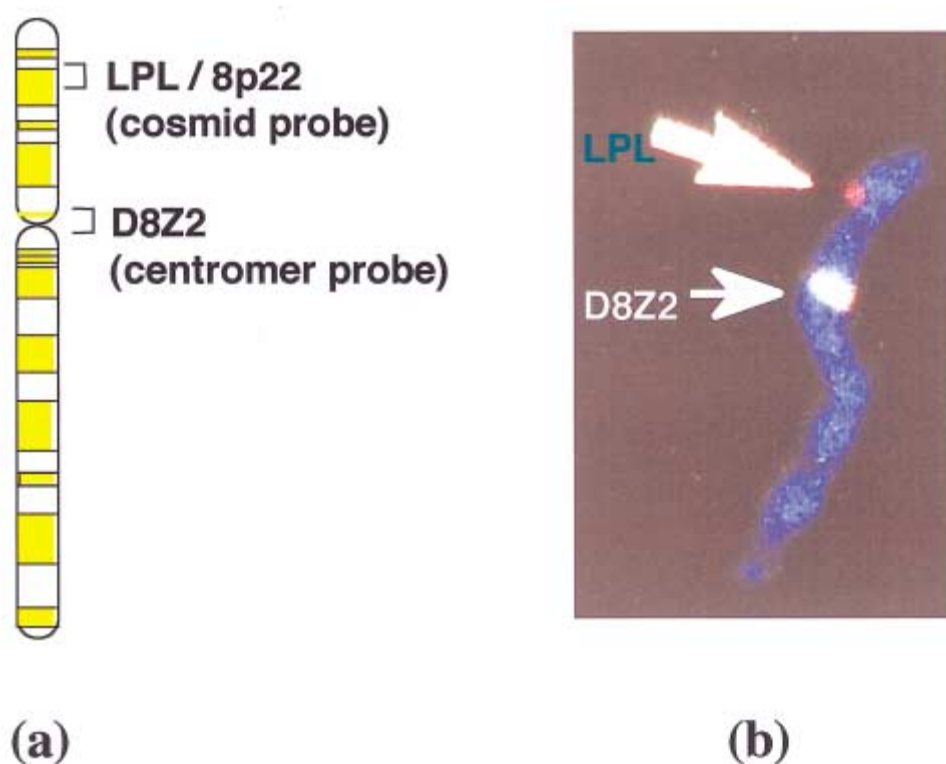 LPL / 8p22
(cosmid probe)
D8Z2
(centromer probe)
LPL
D8Z2
(a)
(b)